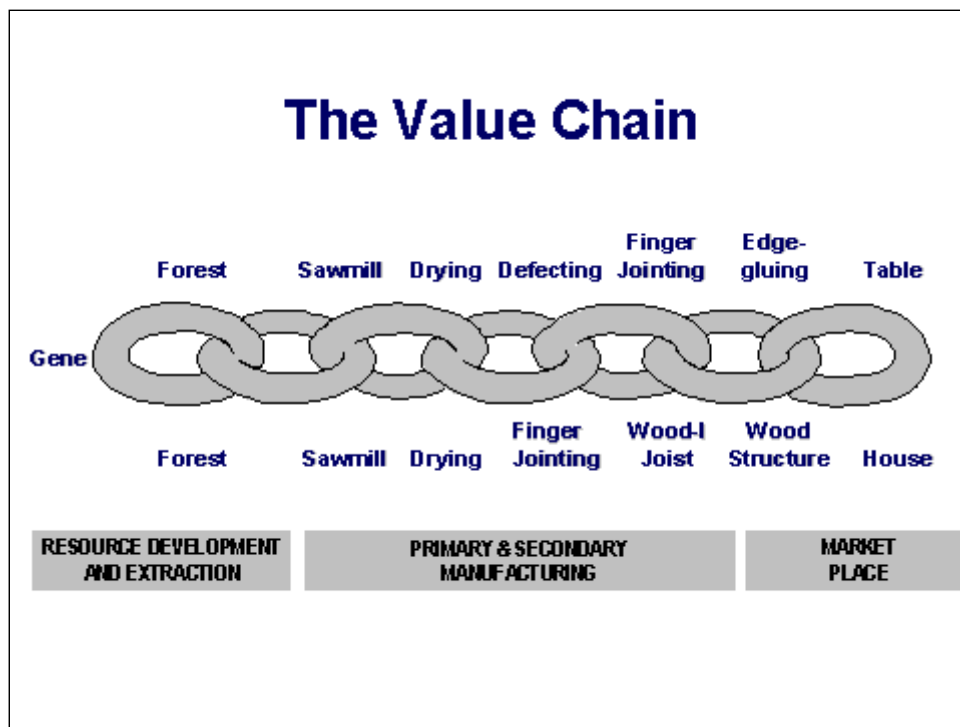 The Value Chain
Finger Edge-
Forest Sawmill Drying Defecting Jointing gluing Table
Gene
Finger Wood-I Wood
Forest Sawmill Drying Jointing Joist Structure House
RESOURCE DEVELOPMENT PRIMARY & SECONDARY MARKET
AND EXTRACTION MANUFACTURING PLACE